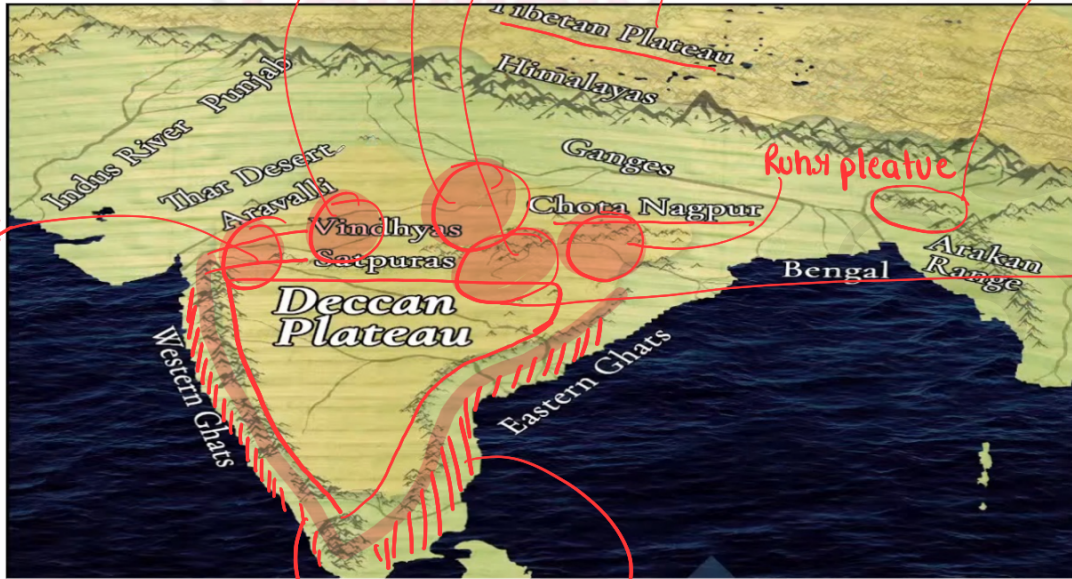 Tibetan Plateau
Himalayas
Punjab
Indus River
Ganges
Thar Desert
pleatue
Aravalli
Chota Nagpur
Vindhyas
Satpuras
Arakan
Range
Bengal
Deccan
Plateau
Western Ghats
Eastern Ghats